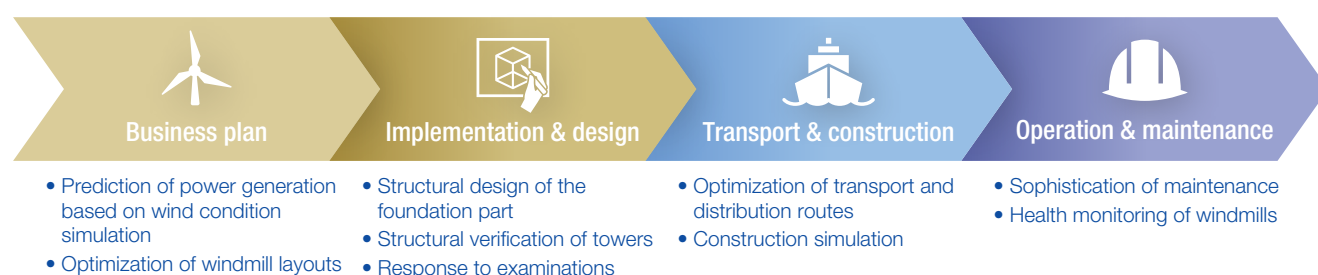 Business plan
Implementation & design
Transport & construction
Operation & maintenance
• Prediction of power generation
based on wind condition
simulation
• Optimization of windmill layouts
• Structural design of the
foundation part
• Structural verification of towers
• Response to examinations
• Optimization of transport and
distribution routes
• Construction simulation
• Sophistication of maintenance
• Health monitoring of windmills